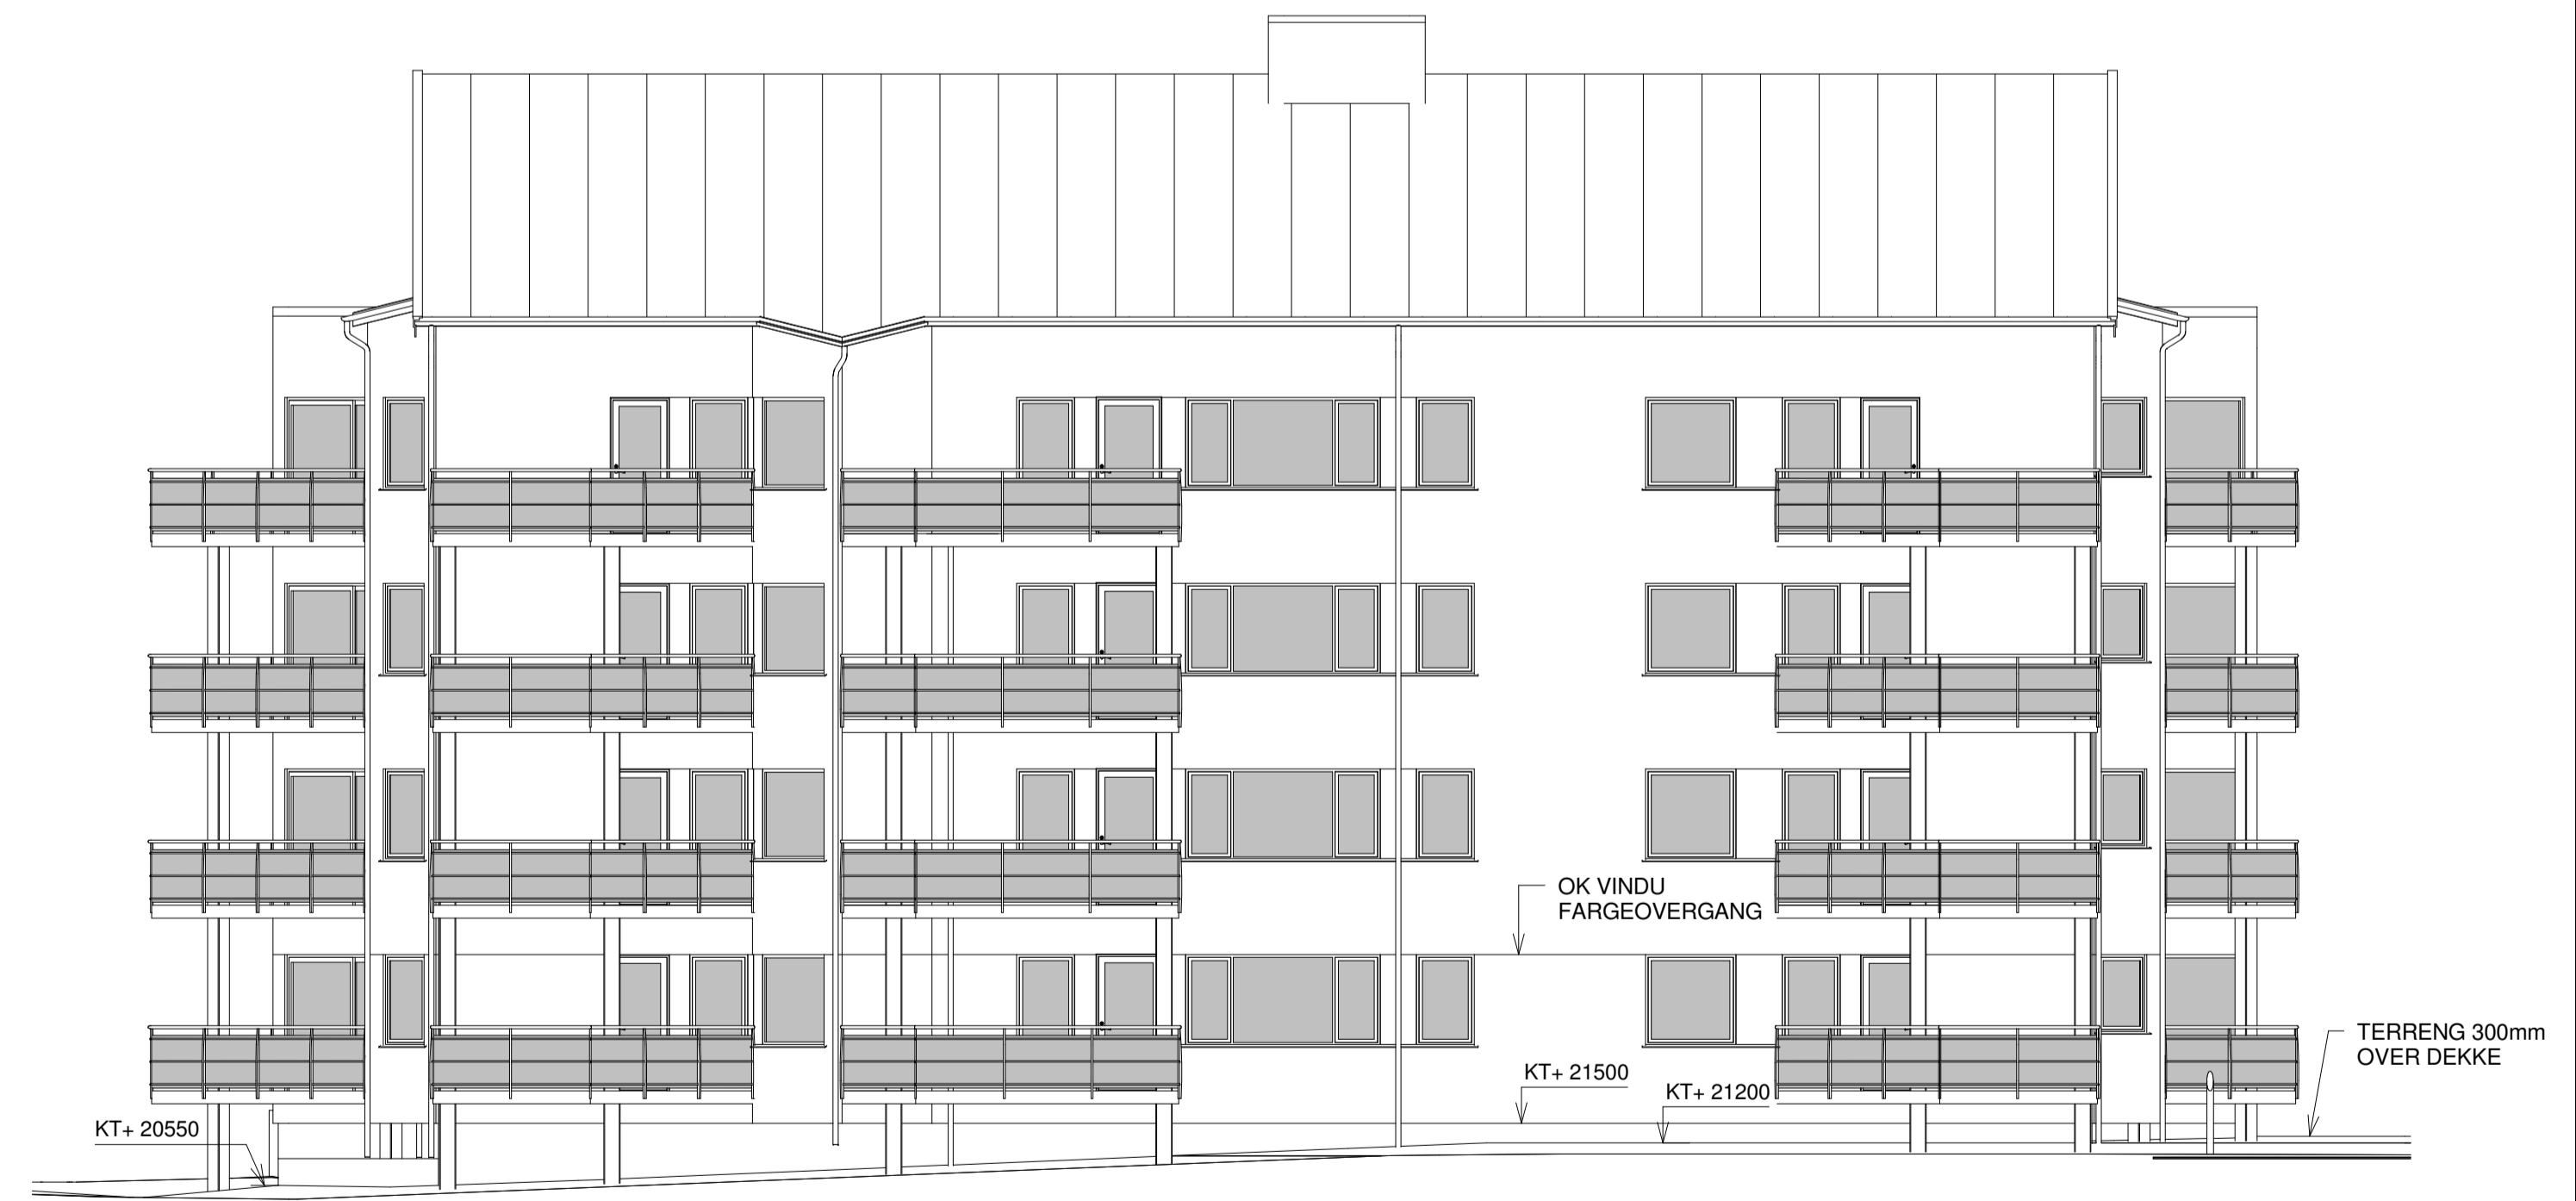 OK VINDU
FARGEOVERGANG
TERRENG 300mm
OVER DEKKE
KT+ 21500
KT+ 21200
KT+ 20550